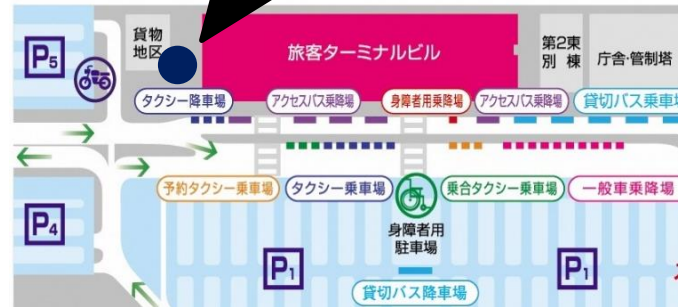 貨物
地区
旅客ターミナルビル
第2東
別棟
庁舎・管制塔
P5
タクシー降車場
アクセスバス乗降場
身障者用乗降場
アクセスバス乗降場
貸切バス乗車場
予約タクシー乗車場
タクシー乗車場
乗合タクシー乗車場
一般車乗降場
P4
身障者用
駐車場
P1
P1
貸切バス降車場